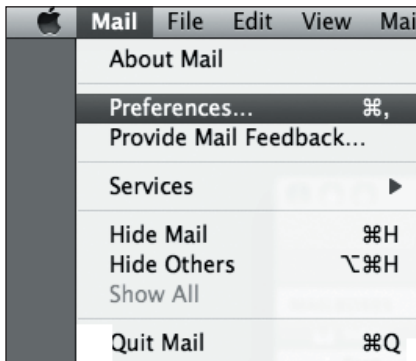 Mail File Edit View Mai
About Mail
Preferences... ⌘,
Provide Mail Feedback...
Services ▶
Hide Mail ⌘H
Hide Others ⌥⌘H
Show All
Quit Mail ⌘Q